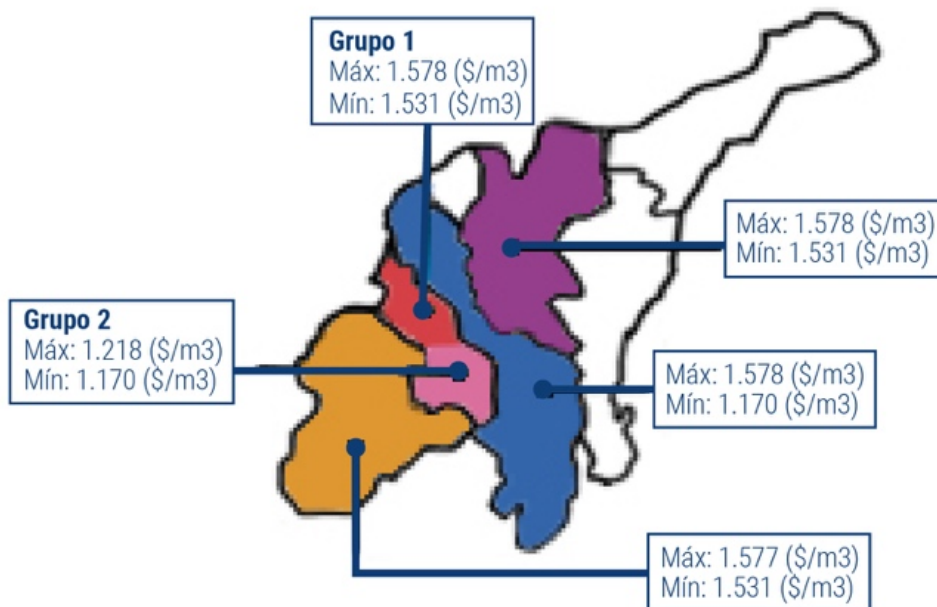 Grupo 1
Máx: 1.578 ($/m3)
Mín: 1.531 ($/m3)
Máx: 1.578 ($/m3)
Mín: 1.531 ($/m3)
Grupo 2
Máx: 1.218 ($/m3)
Mín: 1.170 ($/m3)
Máx: 1.578 ($/m3)
Mín: 1.170 ($/m3)
Máx: 1.577 ($/m3)
Mín: 1.531 ($/m3)